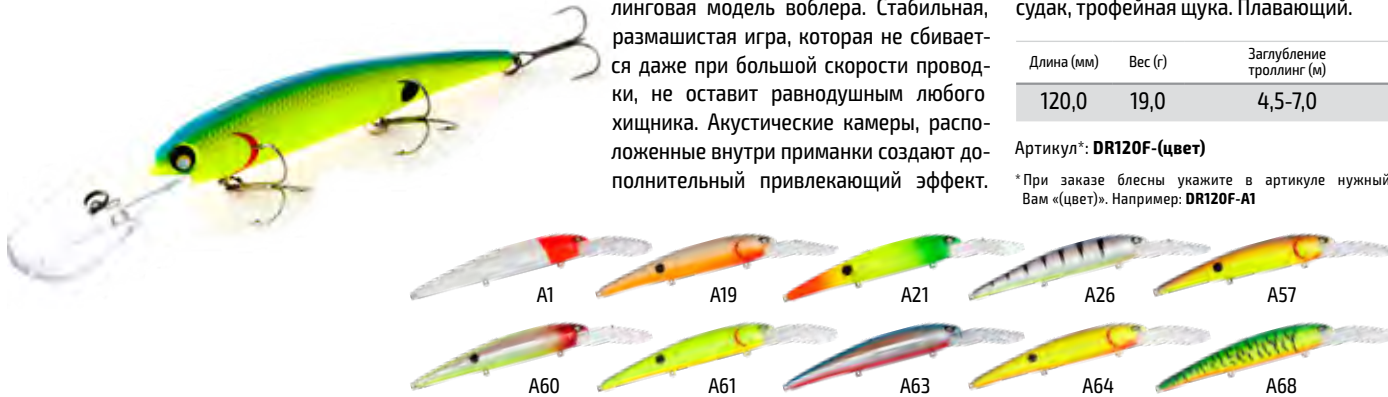 линговая модель воблера. Стабильная,
размашистая игра, которая не сбивает-
ся даже при большой скорости провод-
ки, не оставит равнодушным любого
хищника. Акустические камеры, распо-
ложенные внутри приманки создают до-
полнительный привлекающий эффект.
судак, трофейная щука. Плавающий.
Длина (мм) Вес (г) Заглубление
троллинг (м)
120,0 19,0 4,5-7,0
Артикул*: DR120F-(цвет)
* При заказе блесны укажите в артикуле нужный
Вам «(цвет)». Например: DR120F-A1
A1 A19 A21 A26 A57
A60 A61 A63 A64 A68